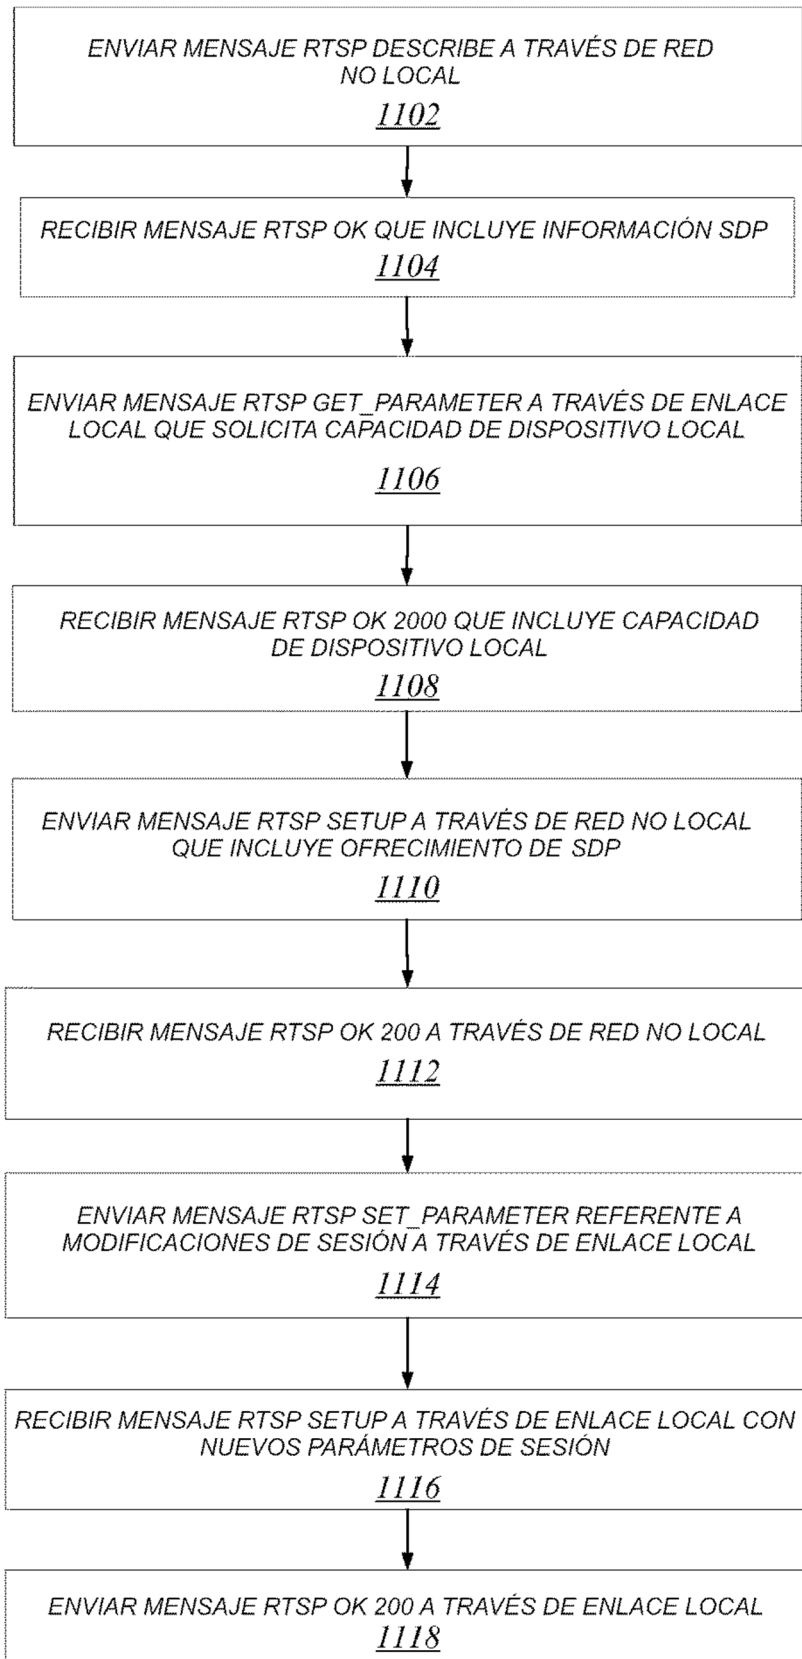 ENVIAR MENSAJE RTSP DESCRIBE A TRAVÉS DE RED
NO LOCAL
1102
RECIBIR MENSAJE RTSP OK QUE INCLUYE INFORMACIÓN SDP
1104
ENVIAR MENSAJE RTSP GET_PARAMETER A TRAVÉS DE ENLACE
LOCAL QUE SOLICITA CAPACIDAD DE DISPOSITIVO LOCAL
1106
RECIBIR MENSAJE RTSP OK 2000 QUE INCLUYE CAPACIDAD
DE DISPOSITIVO LOCAL
1108
ENVIAR MENSAJE RTSP SETUP A TRAVÉS DE RED NO LOCAL
QUE INCLUYE OFRECIMIENTO DE SDP
1110
RECIBIR MENSAJE RTSP OK 200 A TRAVÉS DE RED NO LOCAL
1112
ENVIAR MENSAJE RTSP SET_PARAMETER REFERENTE A
MODIFICACIONES DE SESIÓN A TRAVÉS DE ENLACE LOCAL
1114
RECIBIR MENSAJE RTSP SETUP A TRAVÉS DE ENLACE LOCAL CON
NUEVOS PARÁMETROS DE SESIÓN
1116
ENVIAR MENSAJE RTSP OK 200 A TRAVÉS DE ENLACE LOCAL
1118